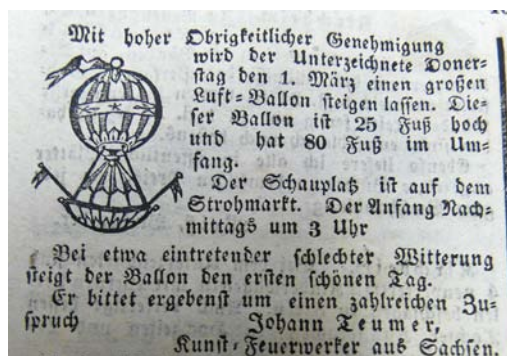 Mit hoher Obrigkeitlicher Genehmigung
wird der Unterzeichnete Doners-
tag den 1. März einen großen
Luft-Ballon steigen lassen. Die-
ser Ballon ist 25 Fuß hoch
und hat 80 Fuß im Um-
fang.
Der Schauplatz ist auf dem
Strohmarkt. Der Anfang Nach-
mittags um 3 Uhr
Bei etwa eintretender schlechter Witterung
steigt der Ballon den ersten schönen Tag.
Er bittet ergebenst um einen zahlreichen Zu-
spruch Johann Teumer,
Kunst-Feuerwerker aus Sachsen.